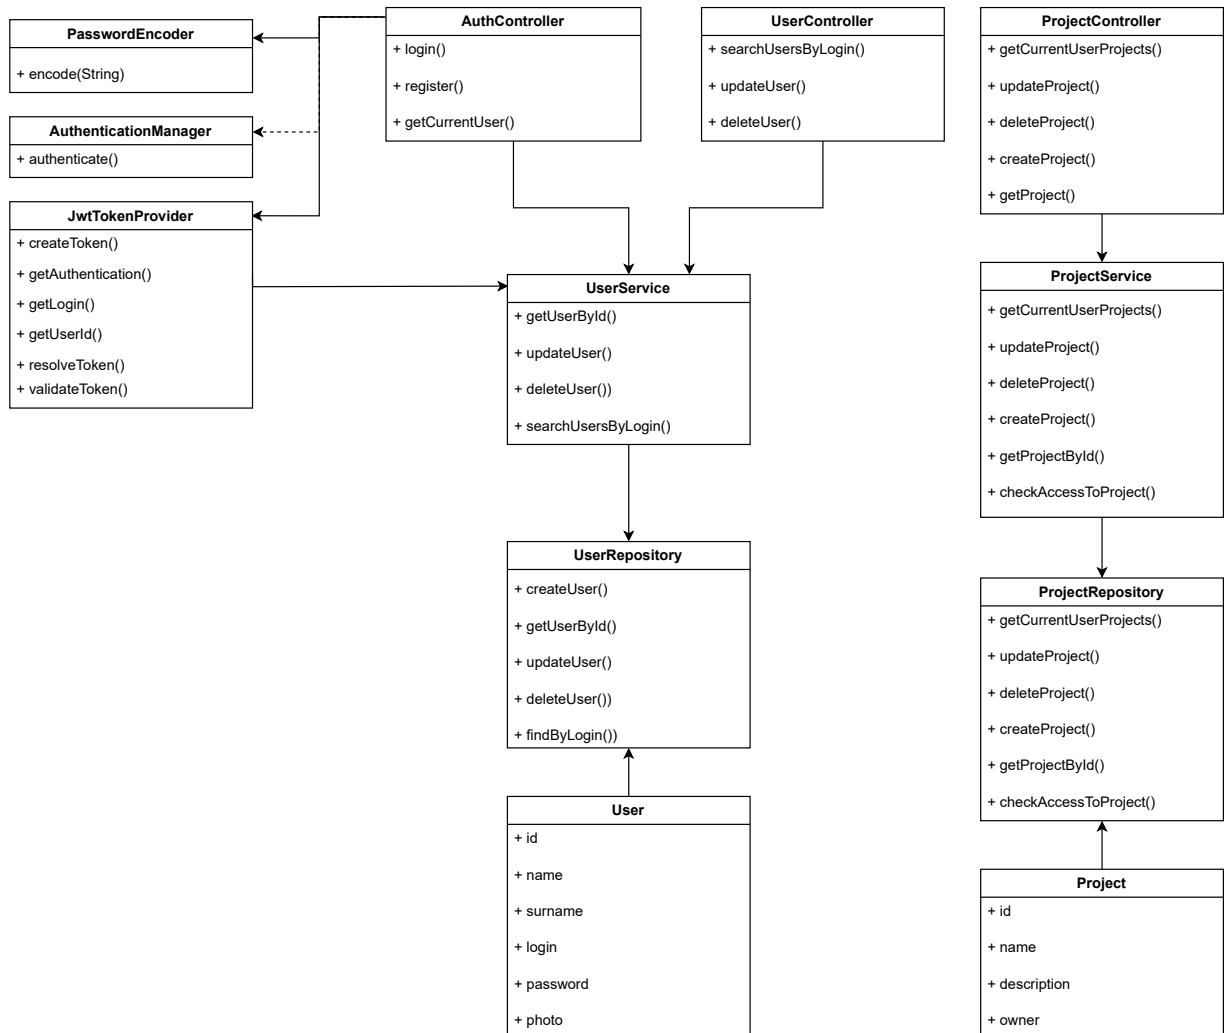 PasswordEncoder
+ encode(String)
AuthenticationManager
+ authenticate()
JwtTokenProvider
+ createToken()
+ getAuthentication()
+ getLogin()
+ getUserId()
+ resolveToken()
+ validateToken()
AuthController
+ login()
+ register()
+ getCurrentUser()
UserController
+ searchUsersByLogin()
+ updateUser()
+ deleteUser()
UserService
+ getUserById()
+ updateUser()
+ deleteUser())
+ searchUsersByLogin()
UserRepository
+ createUser()
+ getUserById()
+ updateUser()
+ deleteUser())
+ findByLogin())
User
+ id
+ name
+ surname
+ login
+ password
+ photo
ProjectController
+ getCurrentUserProjects()
+ updateProject()
+ deleteProject()
+ createProject()
+ getProject()
ProjectService
+ getCurrentUserProjects()
+ updateProject()
+ deleteProject()
+ createProject()
+ getProjectById()
+ checkAccessToProject()
ProjectRepository
+ getCurrentUserProjects()
+ updateProject()
+ deleteProject()
+ createProject()
+ getProjectById()
+ checkAccessToProject()
Project
+ id
+ name
+ description
+ owner